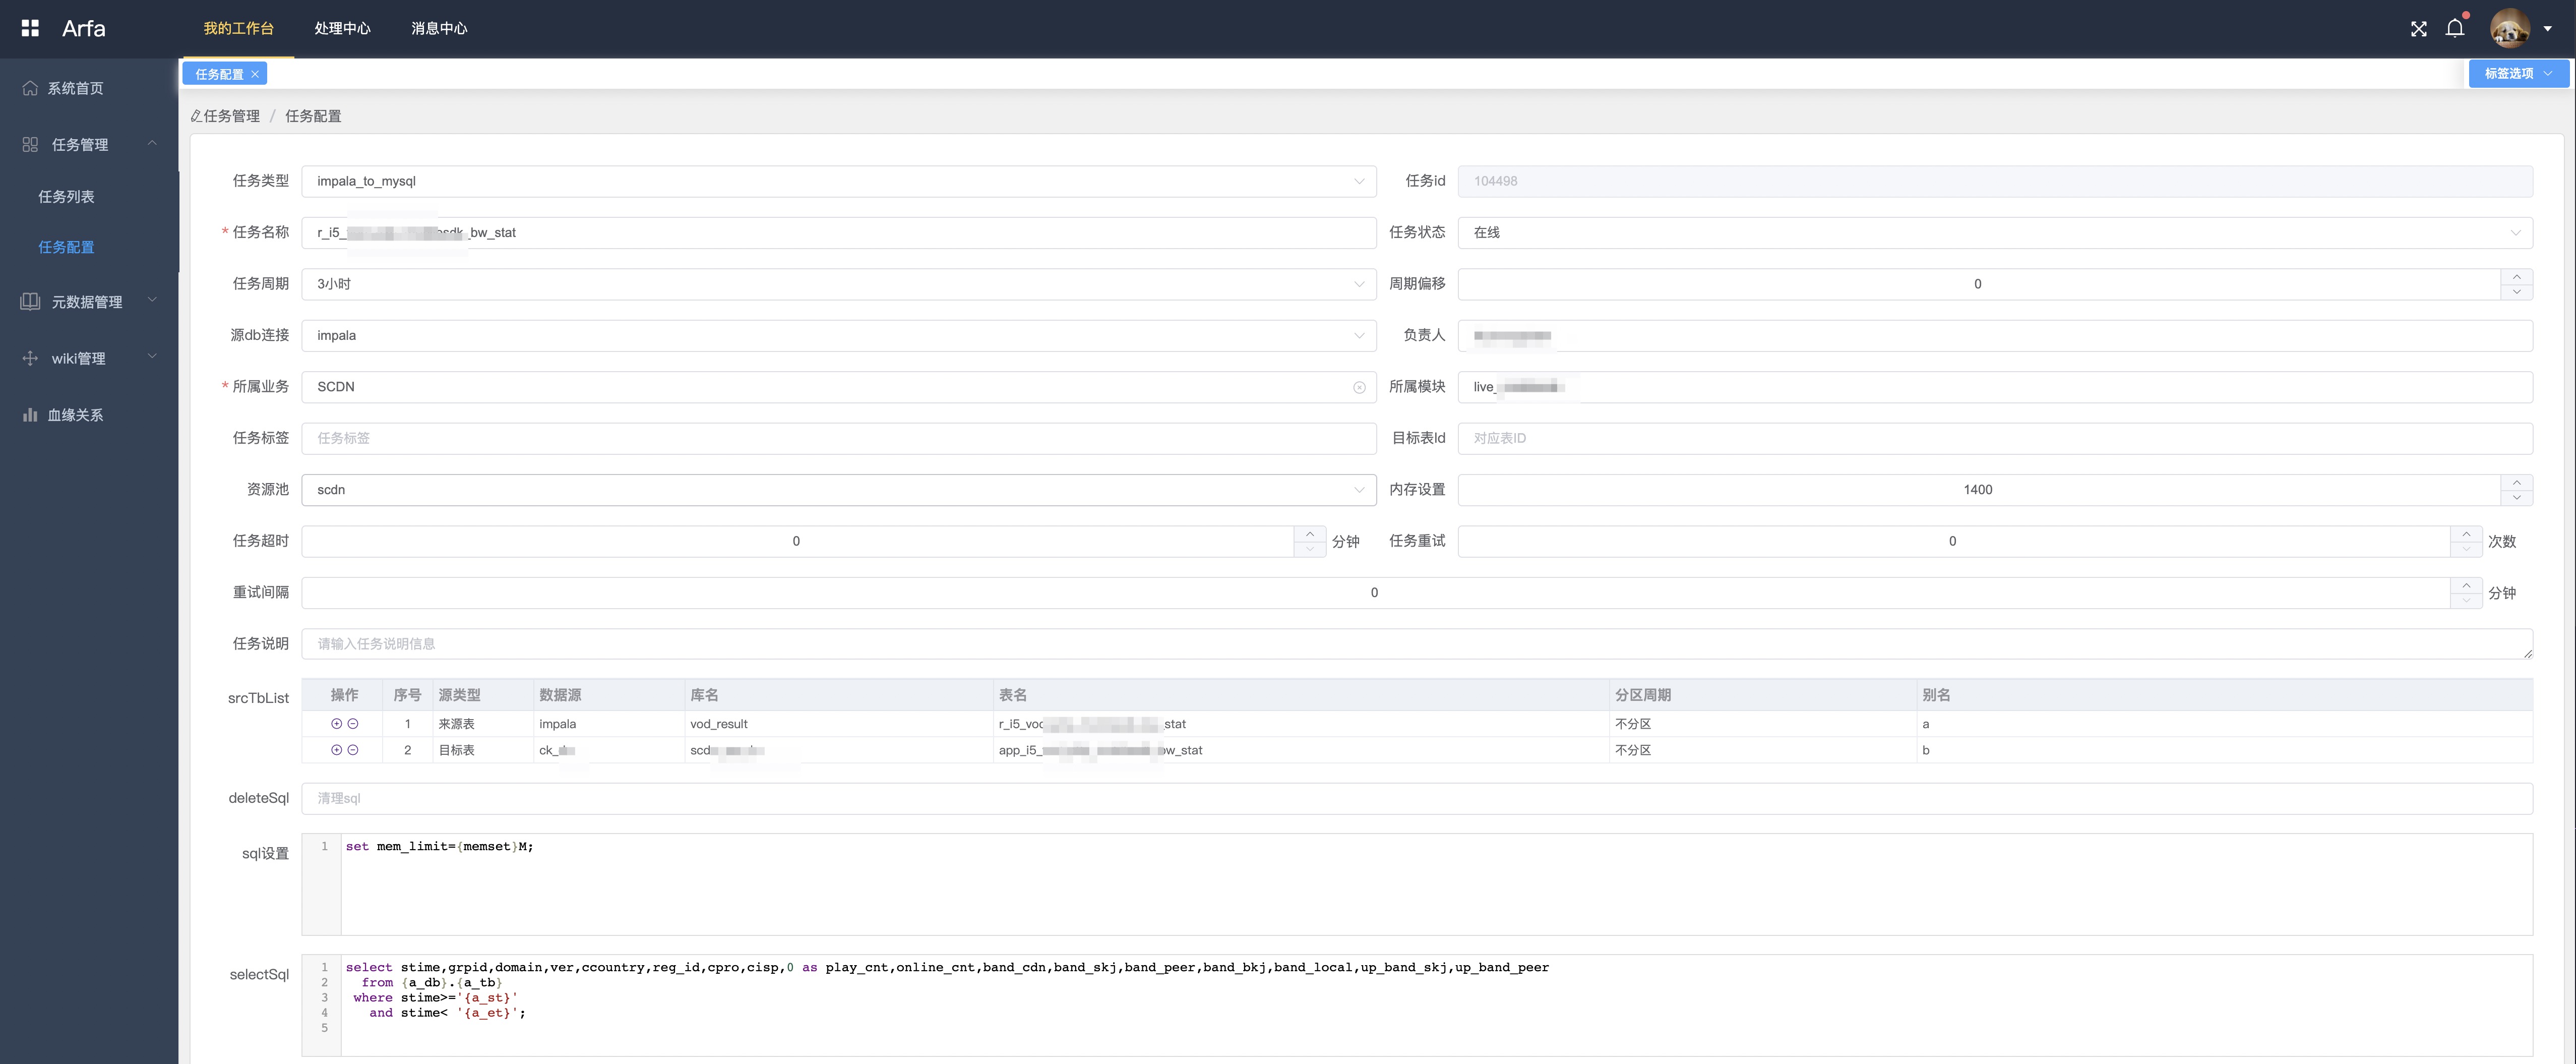 Arfa
我的工作台
处理中心
消息中心
系统首页
任务管理
任务列表
任务配置
元数据管理
wiki管理
血缘关系
任务配置
标签选项
任务管理 / 任务配置
任务类型 impala_to_mysql
任务id 104498
* 任务名称 r_i5_ _bw_stat
任务状态 在线
任务周期 3小时
周期偏移 0
源db连接 impala
负责人
* 所属业务 SCDN
所属模块 live_
任务标签 任务标签
目标表Id 对应表ID
资源池 scdn
内存设置 1400
任务超时 0 分钟
任务重试 0 次数
重试间隔 0 分钟
任务说明 请输入任务说明信息
srcTbList
操作 序号 源类型 数据源 库名 表名 分区周期 别名
1 来源表 impala vod_result r_i5_ _stat 不分区 a
2 目标表 ck_ app_i5_ _stat 不分区 b
deleteSql 清理sql
sql设置
1 set mem_limit={memset}M;
selectSql
1 select stime,grpid,domain,ver,ccountry,reg_id,cpro,cisp,0 as play_cnt,online_cnt,band_cdn,band_skj,band_peer,band_bkj,band_local,up_band_skj,up_band_peer
2 from {a_db}.{a_tb}
3 where stime>='{a_st}'
4 and stime< '{a_et}';
5